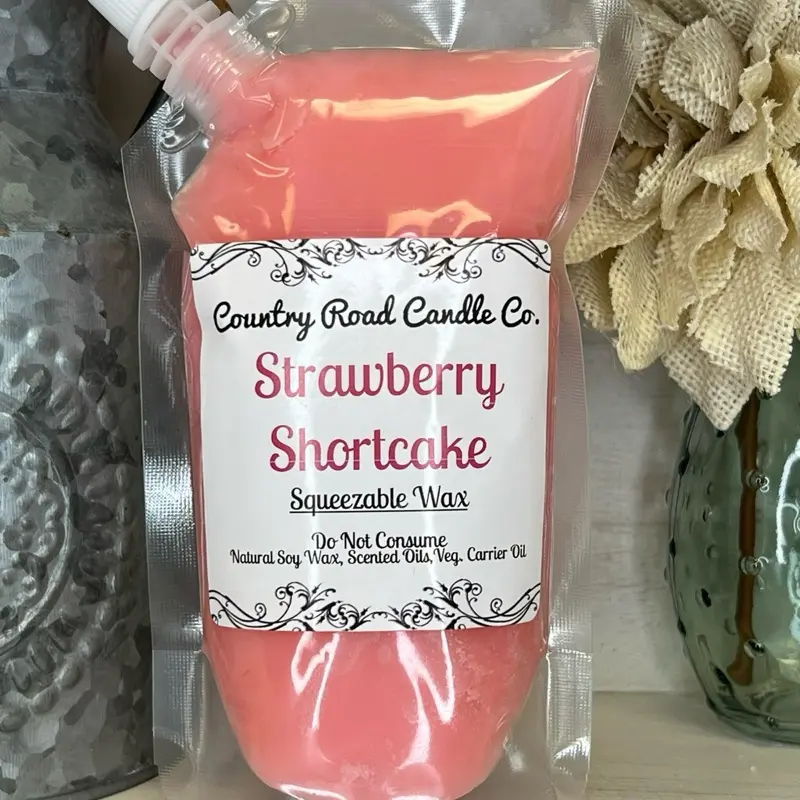 Country Road Candle Co.
Strawberry
Shortcake
Squeezable Wax
Do Not Consume
Natural Soy Wax, Scented Oils, Veg. Carrier Oil